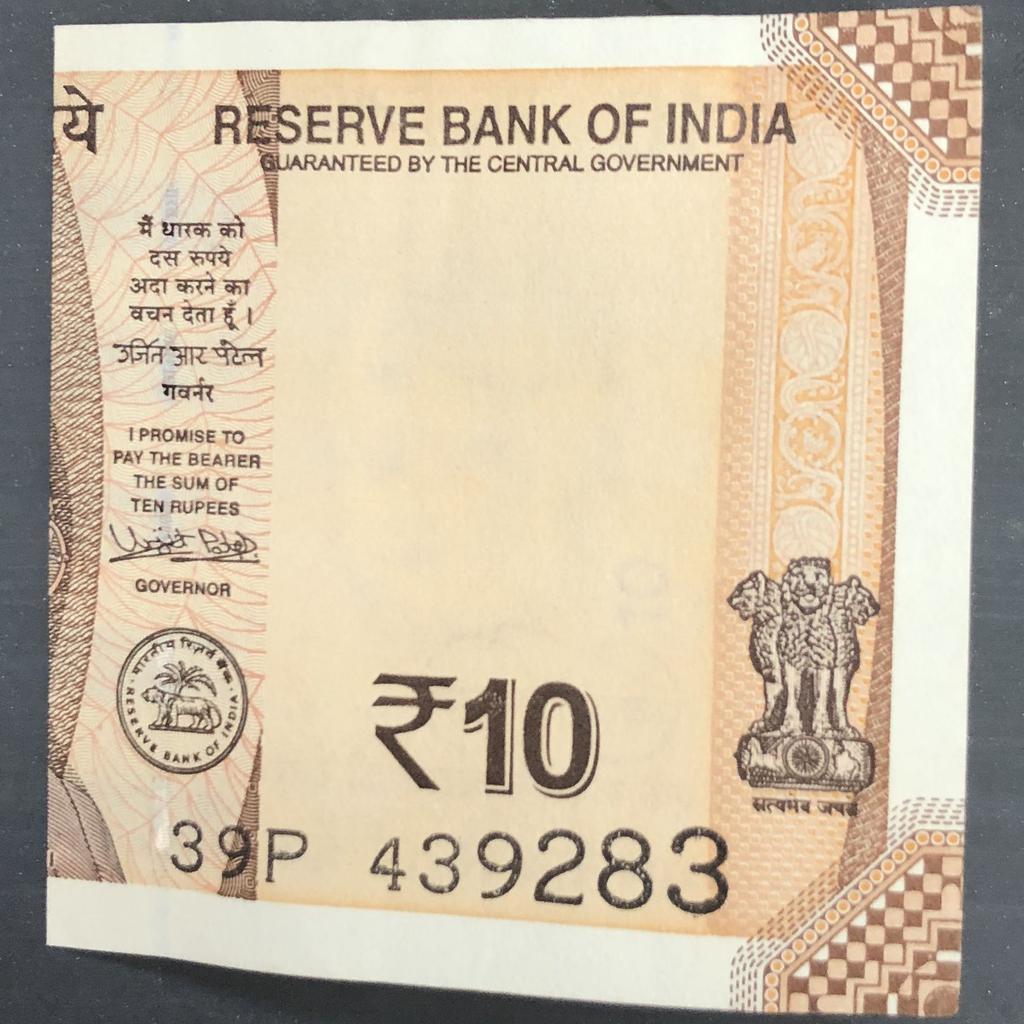 ये
RESERVE BANK OF INDIA
GUARANTEED BY THE CENTRAL GOVERNMENT
मैं धारक को
दस रुपये
अदा करने का
वचन देता हूँ ।
उर्जित आर पटेल
गवर्नर
I PROMISE TO
PAY THE BEARER
THE SUM OF
TEN RUPEES
Urjit Patel
GOVERNOR
भारतीय रिज़र्व बैंक
RESERVE BANK OF INDIA
₹10
सत्यमेव जयते
39P 439283